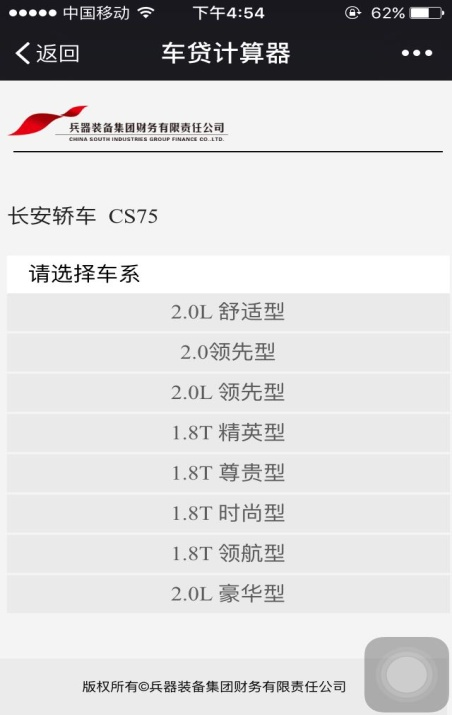 中国移动 下午4:54 62%
返回 车贷计算器
兵器装备集团财务有限责任公司
CHINA SOUTH INDUSTRIES GROUP FINANCE CO.,LTD.
长安轿车 CS75
请选择车系
2.0L 舒适型
2.0领先型
2.0L 领先型
1.8T 精英型
1.8T 尊贵型
1.8T 时尚型
1.8T 领航型
2.0L 豪华型
版权所有©兵器装备集团财务有限责任公司